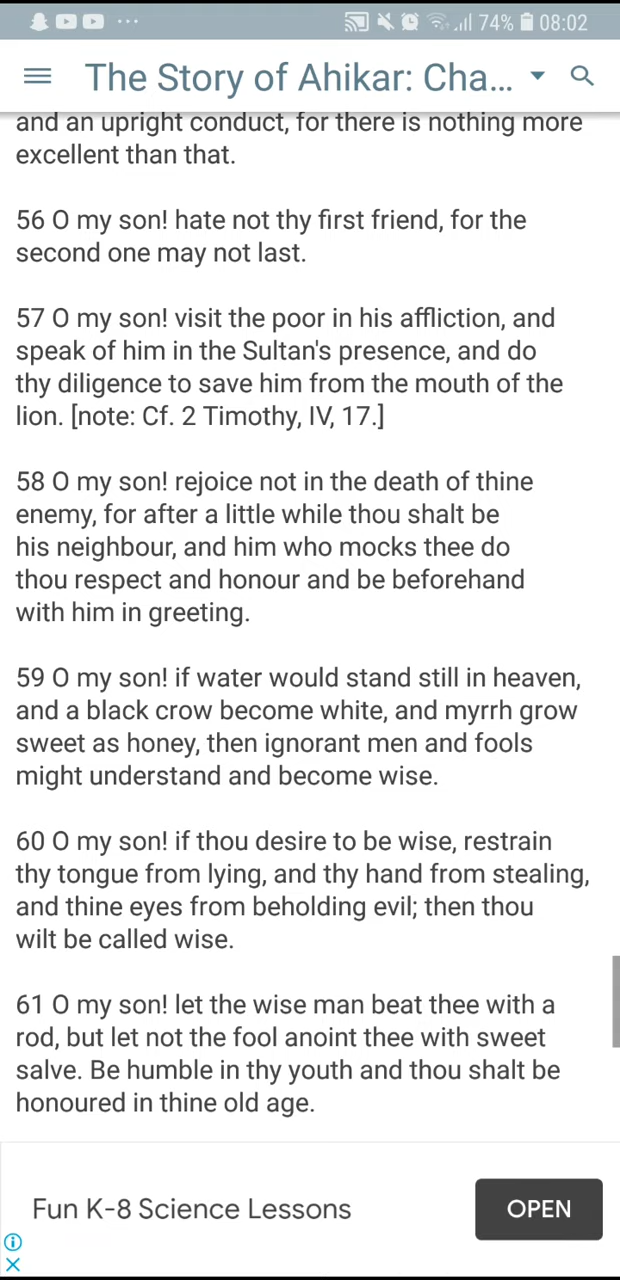 74% 08:02
The Story of Ahikar: Cha...
and an upright conduct, for there is nothing more
excellent than that.
56 O my son! hate not thy first friend, for the
second one may not last.
57 O my son! visit the poor in his affliction, and
speak of him in the Sultan's presence, and do
thy diligence to save him from the mouth of the
lion. [note: Cf. 2 Timothy, IV, 17.]
58 O my son! rejoice not in the death of thine
enemy, for after a little while thou shalt be
his neighbour, and him who mocks thee do
thou respect and honour and be beforehand
with him in greeting.
59 O my son! if water would stand still in heaven,
and a black crow become white, and myrrh grow
sweet as honey, then ignorant men and fools
might understand and become wise.
60 O my son! if thou desire to be wise, restrain
thy tongue from lying, and thy hand from stealing,
and thine eyes from beholding evil; then thou
wilt be called wise.
61 O my son! let the wise man beat thee with a
rod, but let not the fool anoint thee with sweet
salve. Be humble in thy youth and thou shalt be
honoured in thine old age.
Fun K-8 Science Lessons
OPEN